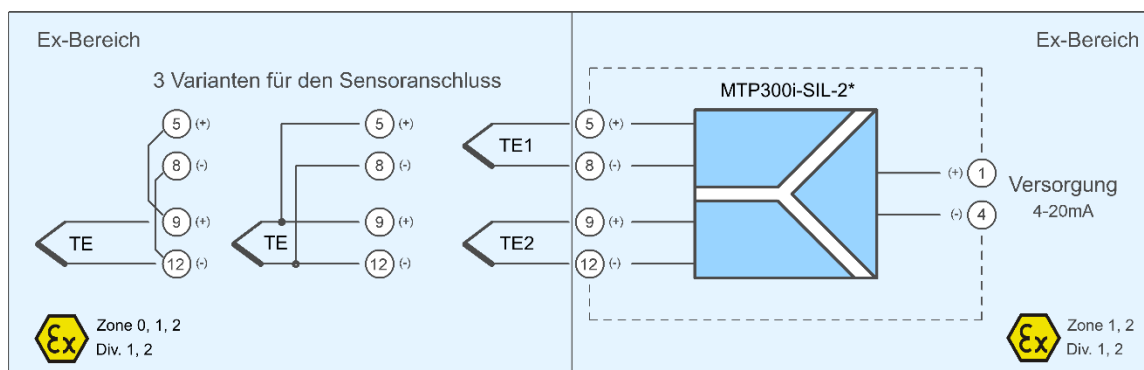 Ex-Bereich
Ex-Bereich
3 Varianten für den Sensoranschluss
MTP300i-SIL-2*
5 (+)
5 (+)
5 (+)
TE1
8 (-)
8 (-)
8 (-)
(+) 1
Versorgung
(-) 4
4-20mA
9 (+)
9 (+)
9 (+)
TE
TE
TE2
12 (-)
12 (-)
12 (-)
Ex
Zone 0, 1, 2
Div. 1, 2
Ex
Zone 1, 2
Div. 1, 2